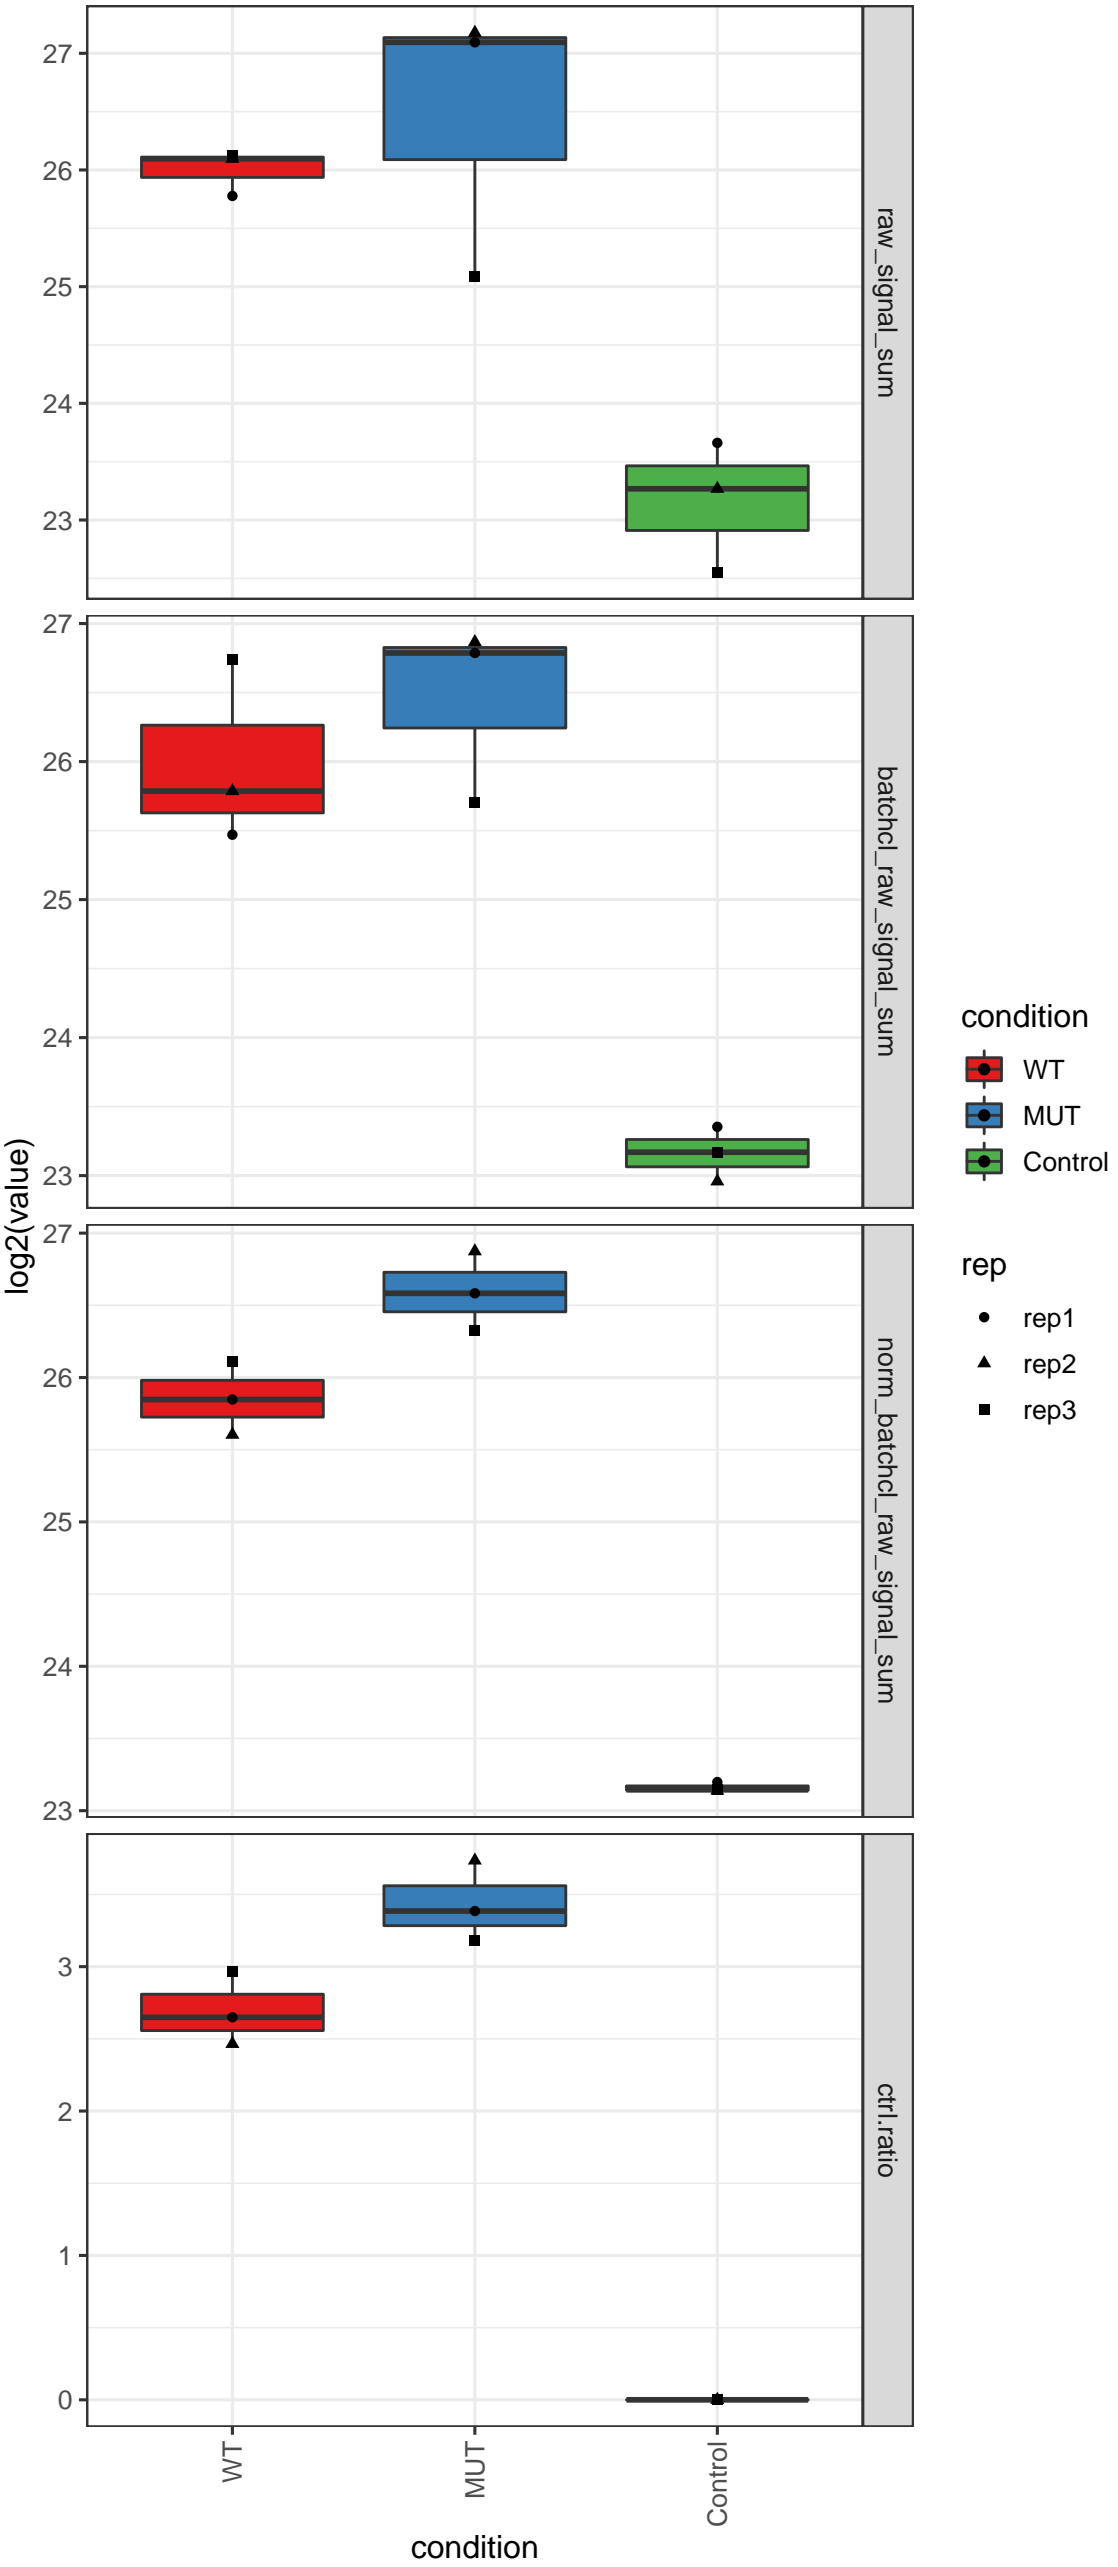 27
26
25
24
23
raw_signal_sum
27
26
25
24
23
batchcl_raw_signal_sum
27
26
25
24
23
norm_batchcl_raw_signal_sum
3
2
1
0
ctrl.ratio
log2(value)
WT
MUT
Control
condition
condition
WT
MUT
Control
rep
rep1
rep2
rep3